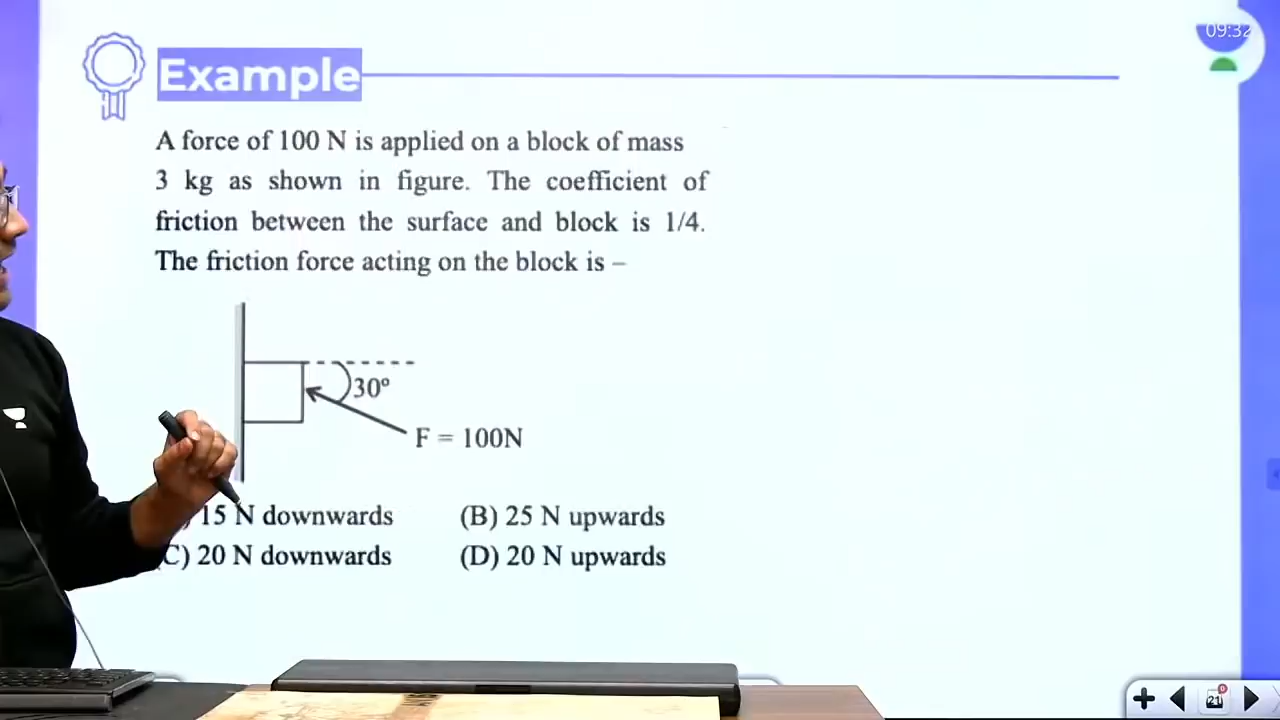 09:32
Example
A force of 100 N is applied on a block of mass
3 kg as shown in figure. The coefficient of
friction between the surface and block is 1/4.
The friction force acting on the block is –
30°
F = 100N
) 15 N downwards (B) 25 N upwards
C) 20 N downwards (D) 20 N upwards
21